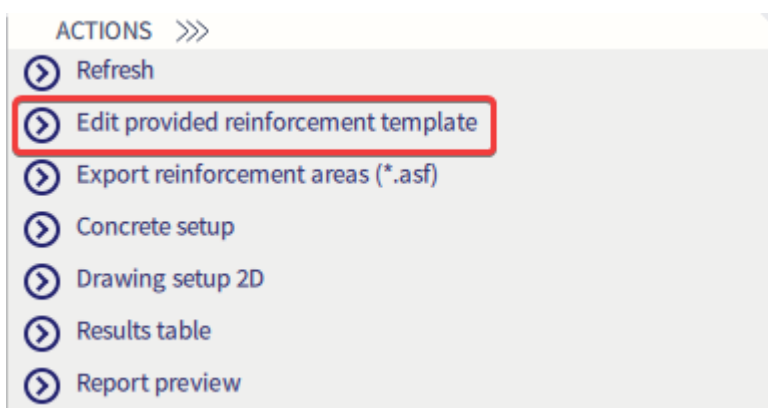 ACTIONS >>>
Refresh
Edit provided reinforcement template
Export reinforcement areas (*.asf)
Concrete setup
Drawing setup 2D
Results table
Report preview